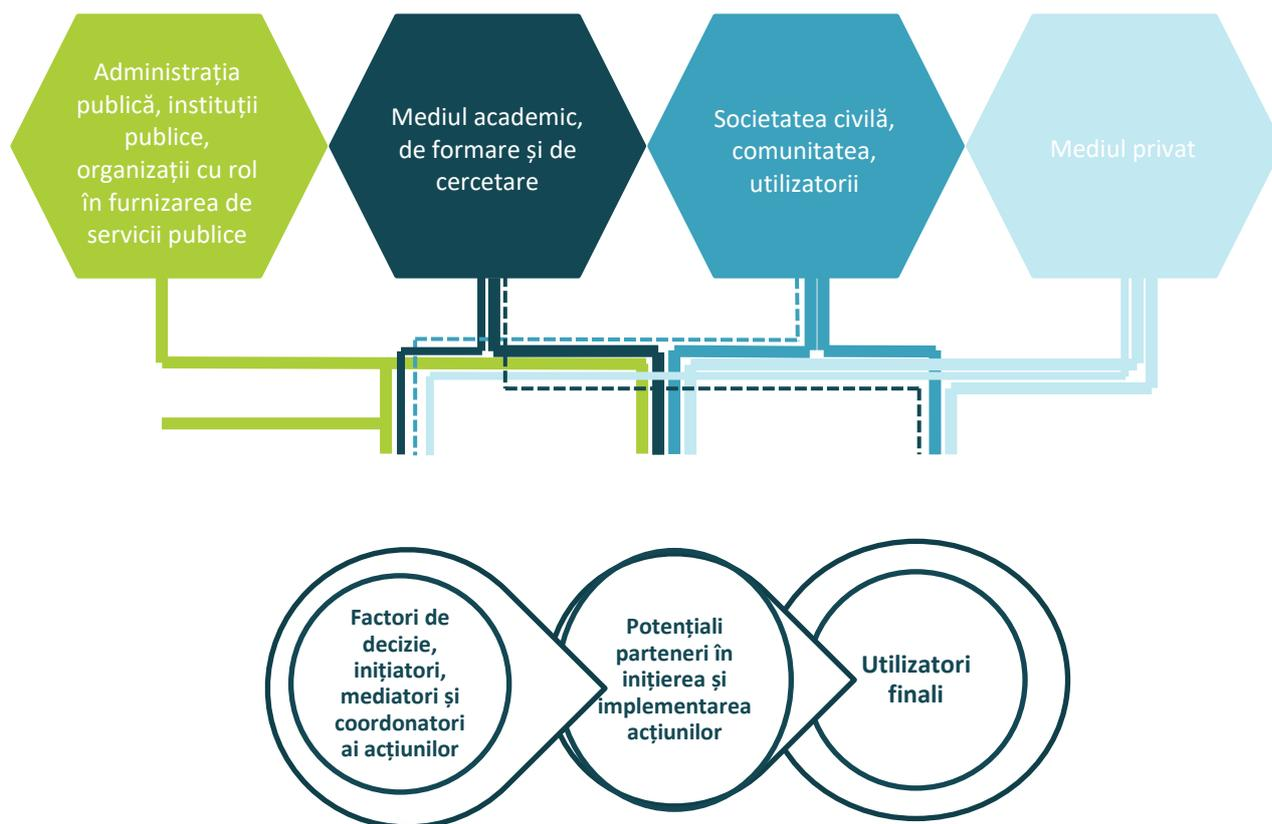 Administrația
publică, instituții
publice,
organizații cu rol
în furnizarea de
servicii publice
Mediul academic,
de formare și de
cercetare
Societatea civilă,
comunitatea,
utilizatorii
Mediul privat
Factori de
decizie,
inițiatori,
mediatori și
coordonatori
ai acțiunilor
Potențiali
parteneri în
inițierea și
implementarea
acțiunilor
Utilizatori
finali